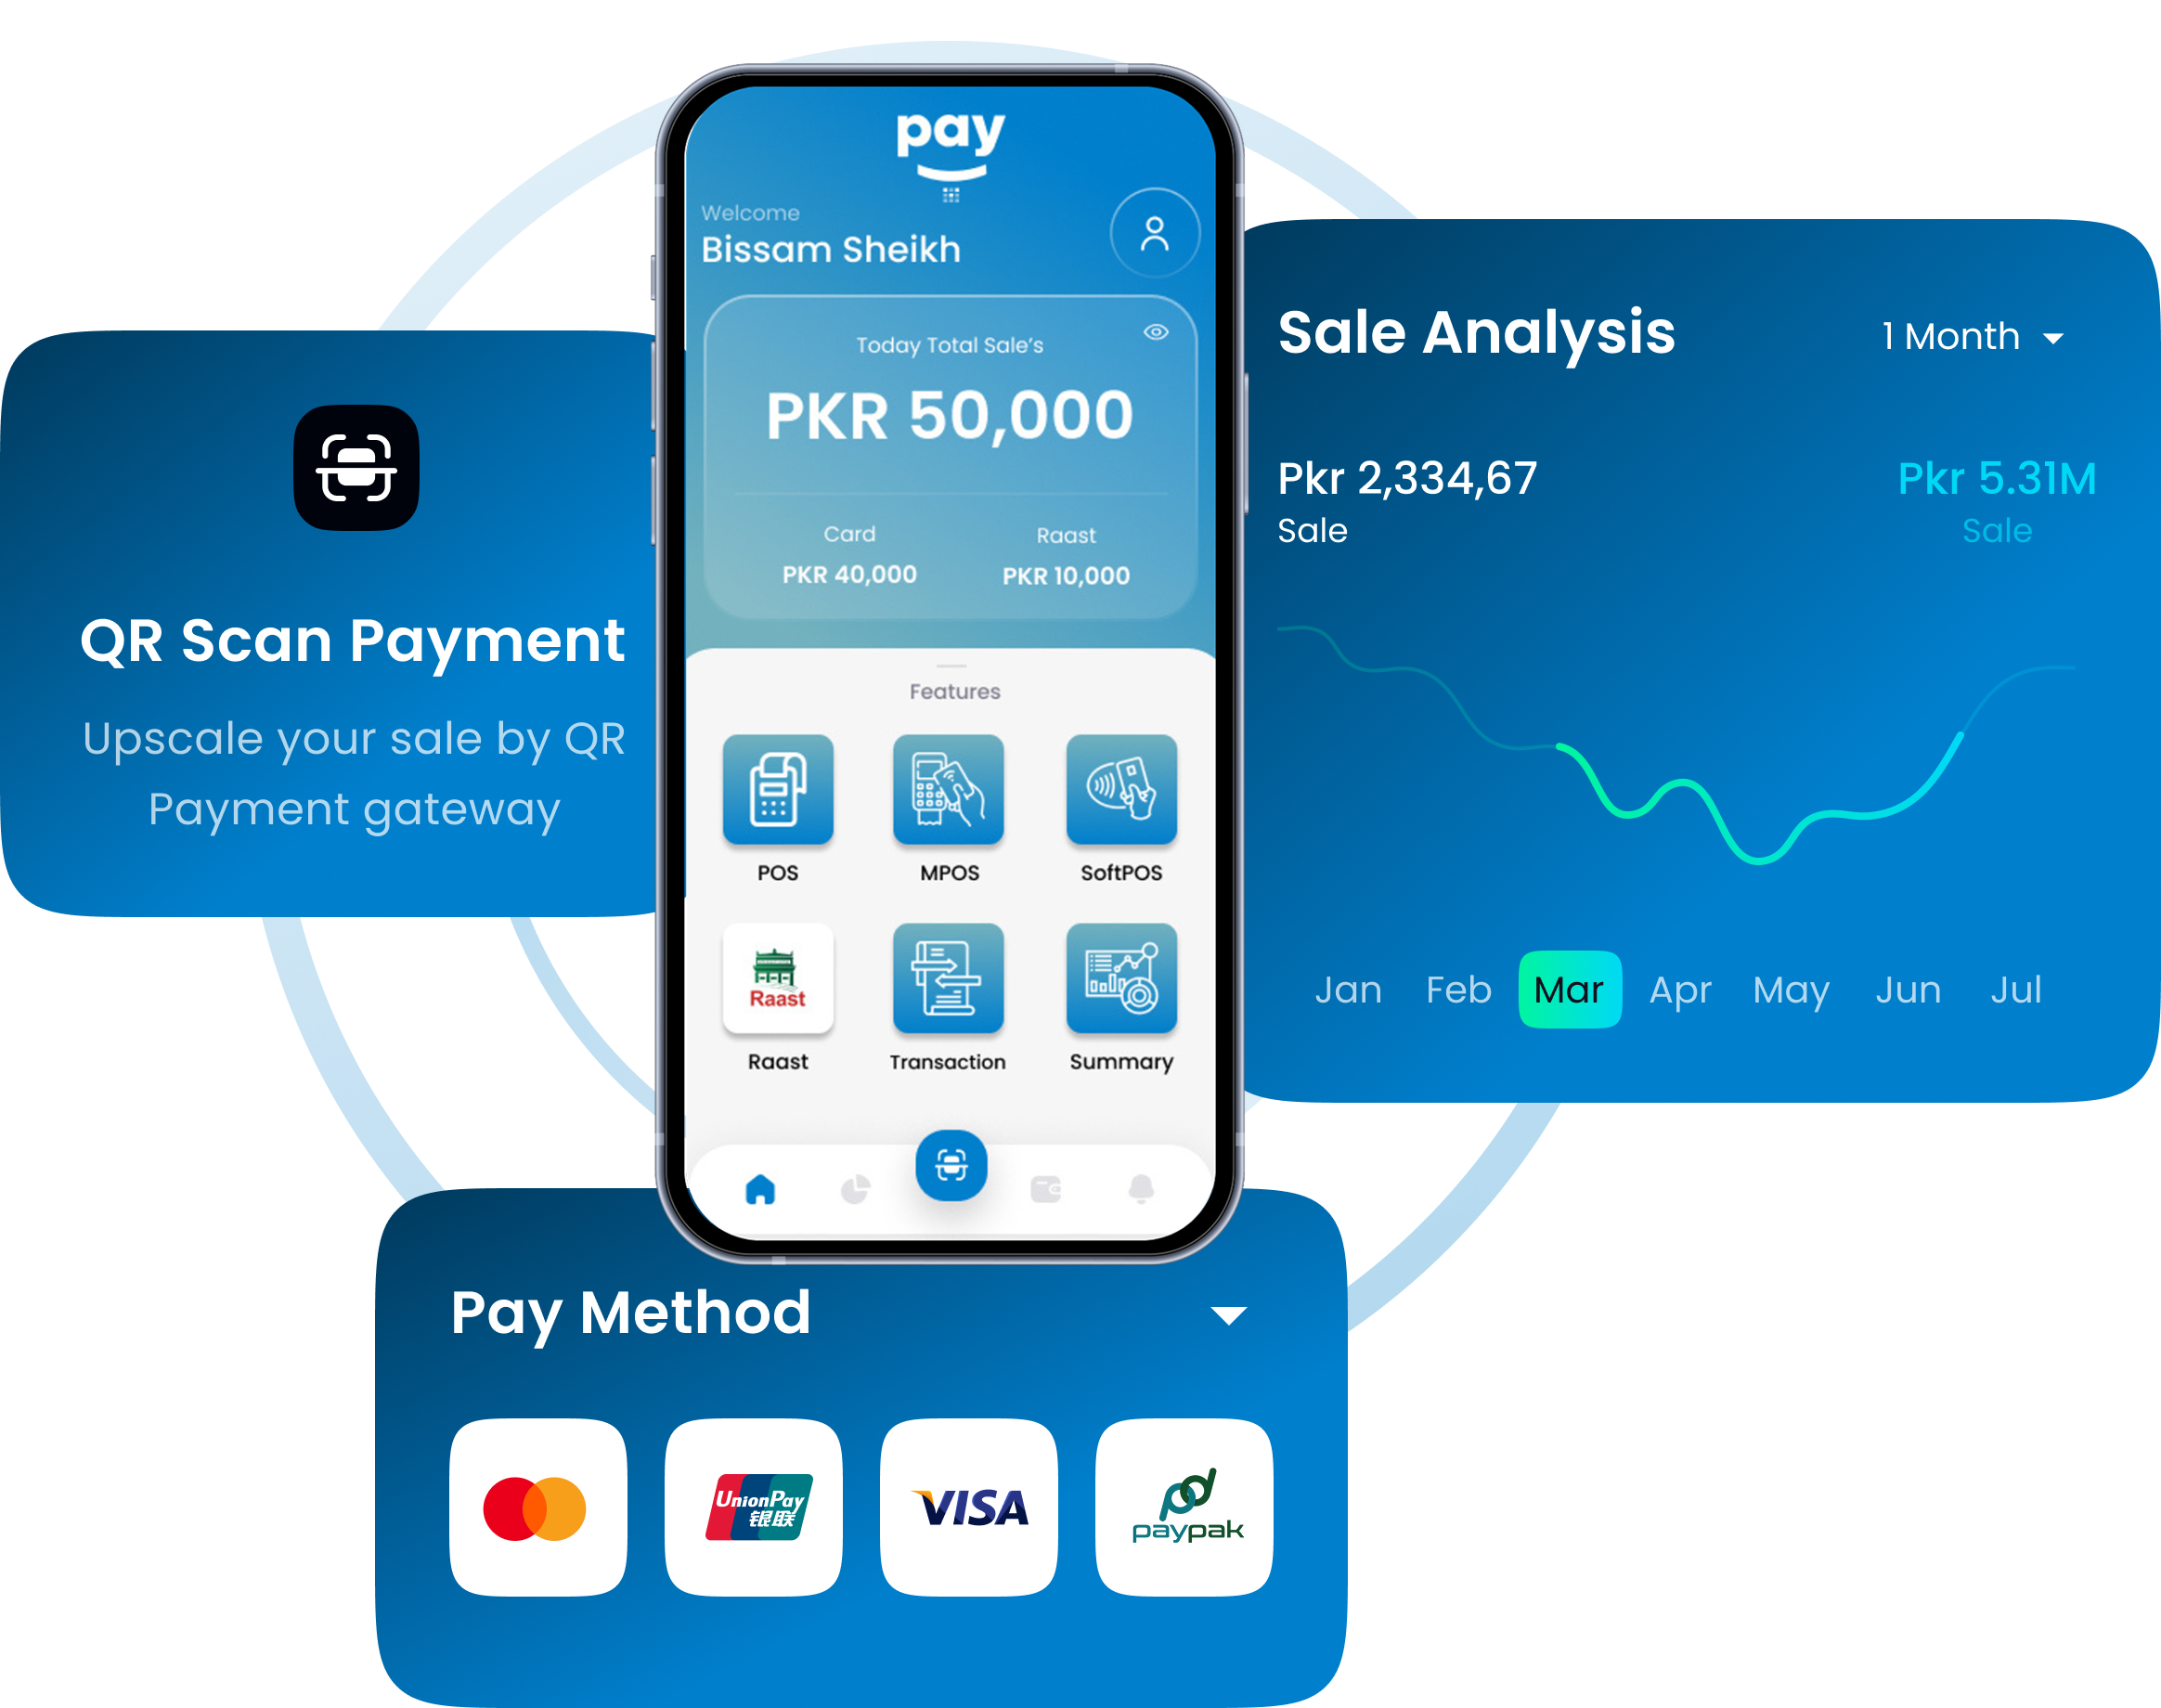 pay
Welcome
Bissam Sheikh
Today Total Sale’s
PKR 50,000
Card
Raast
PKR 40,000
PKR 10,000
Features
POS
MPOS
SoftPOS
Raast
Raast
Transaction
Summary
QR Scan Payment
Upscale your sale by QR
Payment gateway
Sale Analysis
1 Month
Pkr 2,334,67
Sale
Pkr 5.31M
Sale
Jan Feb Mar Apr May Jun Jul
Pay Method
UnionPay
银联
VISA
paypak